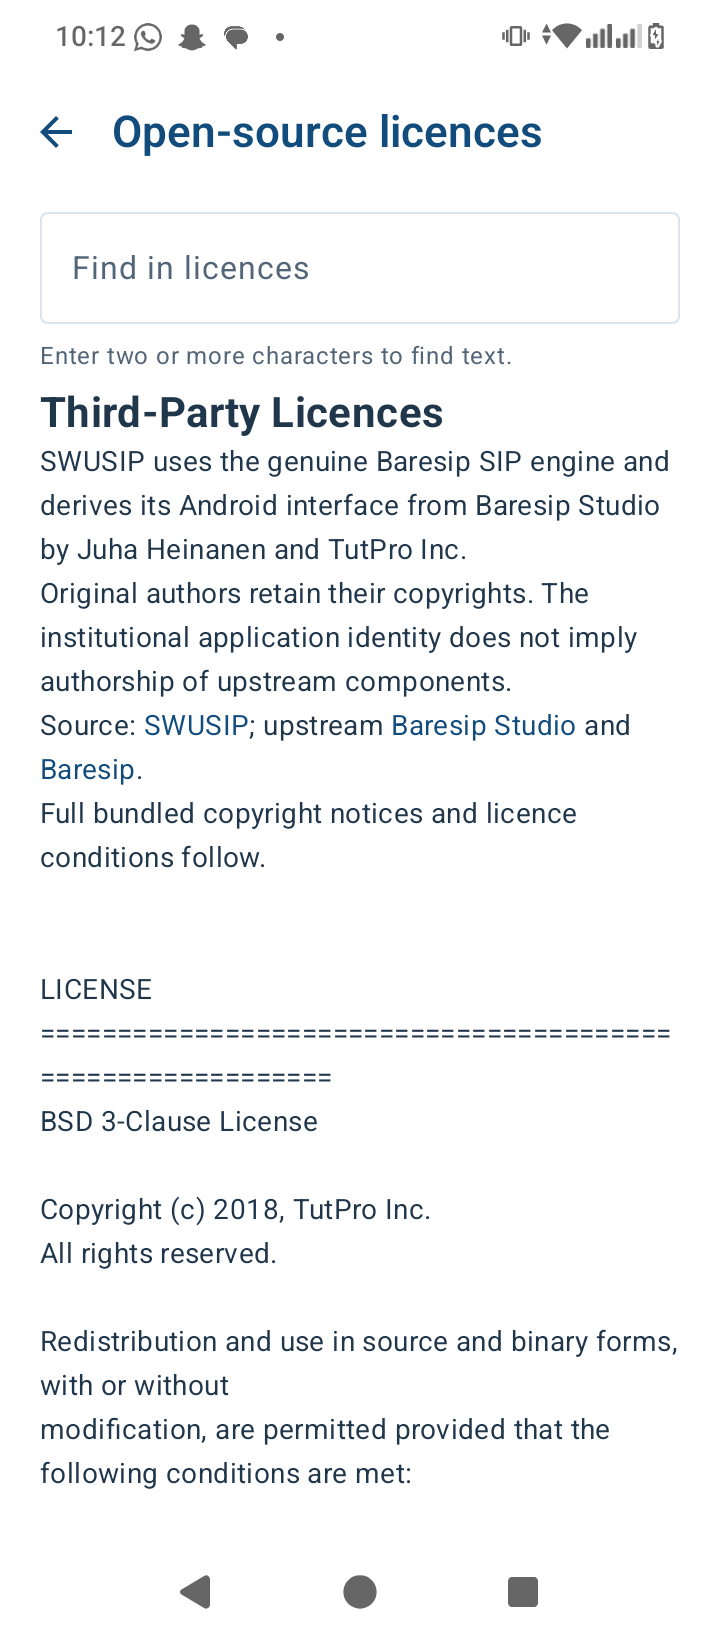 10:12
Open-source licences
Find in licences
Enter two or more characters to find text.
Third-Party Licences
SWUSIP uses the genuine Baresip SIP engine and
derives its Android interface from Baresip Studio
by Juha Heinanen and TutPro Inc.
Original authors retain their copyrights. The
institutional application identity does not imply
authorship of upstream components.
Source: SWUSIP; upstream Baresip Studio and
Baresip.
Full bundled copyright notices and licence
conditions follow.
LICENSE
=========================================
===================
BSD 3-Clause License
Copyright (c) 2018, TutPro Inc.
All rights reserved.
Redistribution and use in source and binary forms,
with or without
modification, are permitted provided that the
following conditions are met: